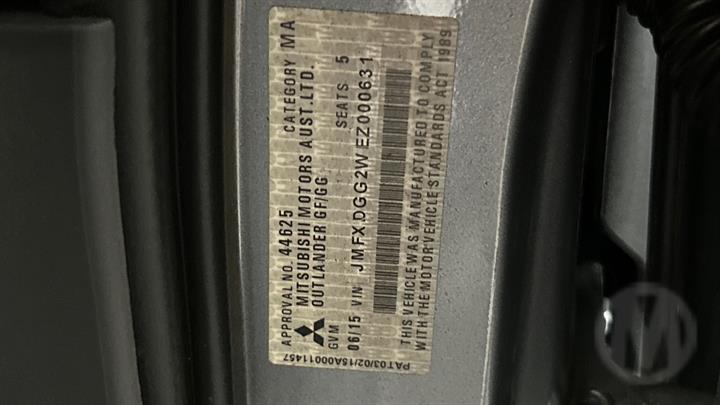 APPROVAL NO. 44625 CATEGORY MA
MITSUBISHI MOTORS AUST.LTD.
OUTLANDER GF/GG
GVM SEATS 5
06/15 VIN: JMFXDGG2WEZ000631
THIS VEHICLE WAS MANUFACTURED TO COMPLY
WITH THE MOTOR VEHICLE STANDARDS ACT 1989
PAT03/02/15A00011457
M